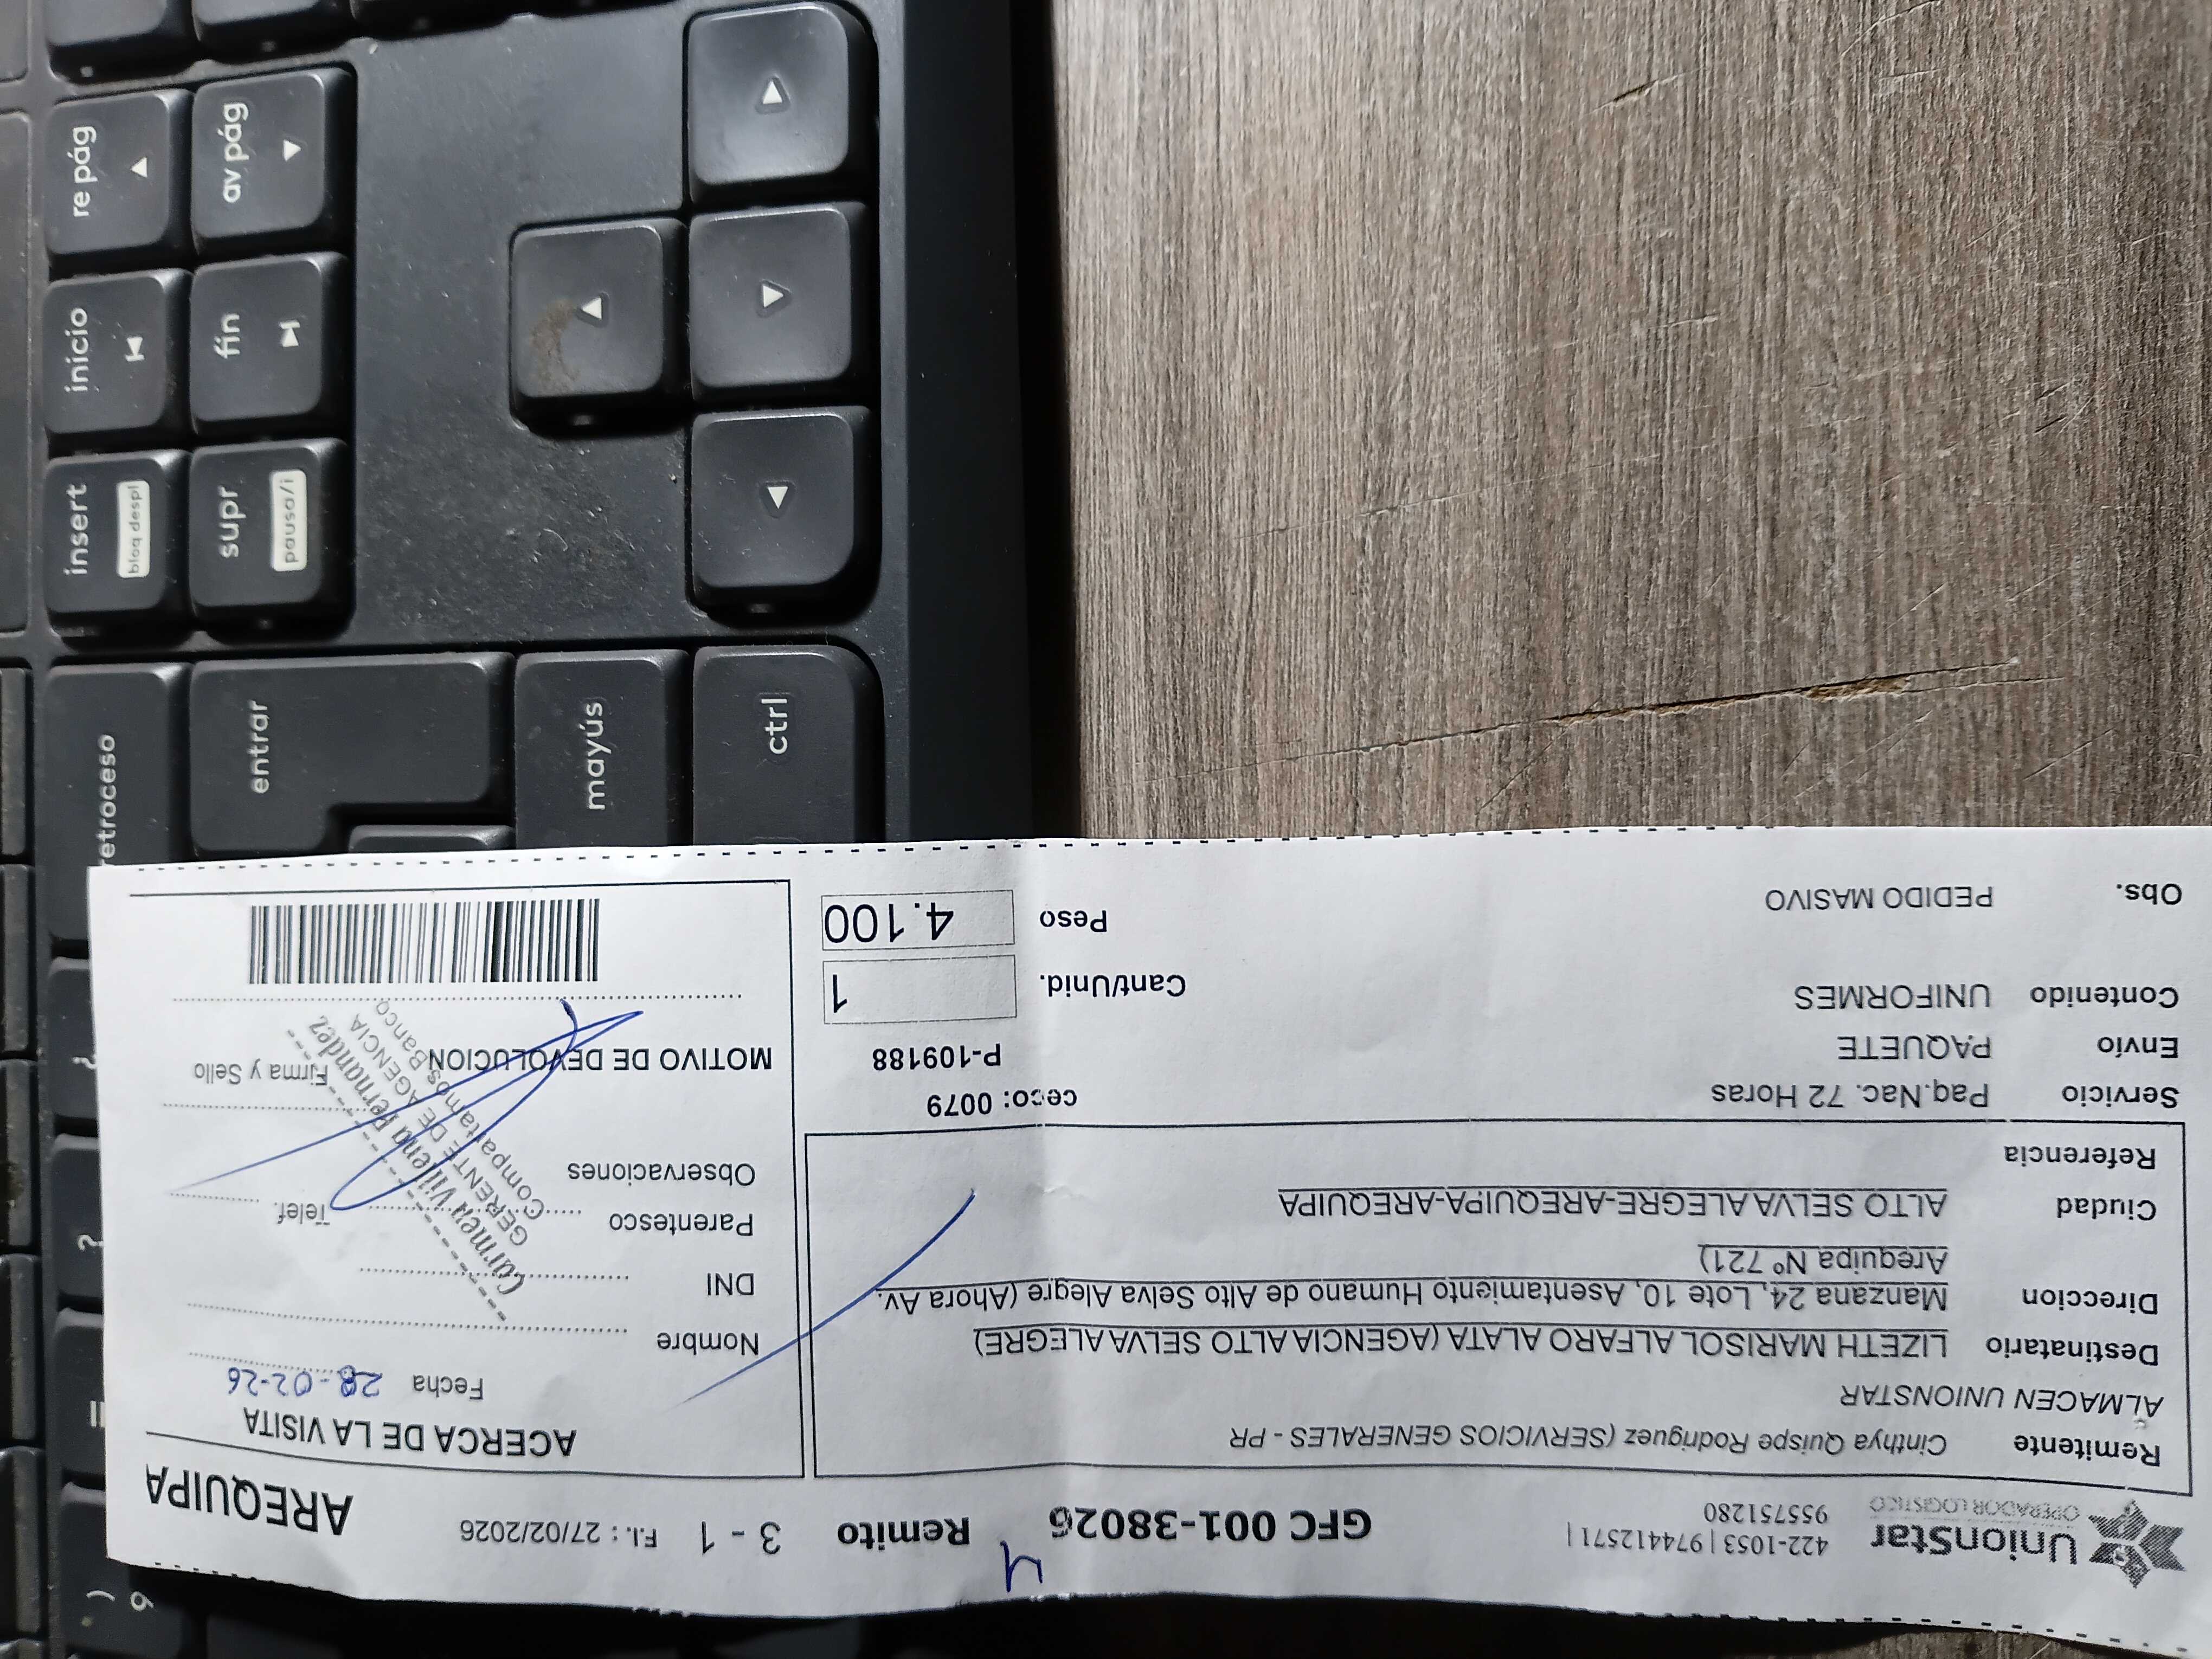 UnionStar
OPERADOR LOGISTICO
422-1053 | 974412571 |
955751280
GFC 001-38026
4
Remito 3 - 1 F.I. : 27/02/2026
AREQUIPA
Remitente Cinthya Quispe Rodriguez (SERVICIOS GENERALES - PR
ALMACEN UNIONSTAR
Destinatario LIZETH MARISOL ALFARO ALATA (AGENCIA ALTO SELVA ALEGRE)
Direccion Manzana 24, Lote 10, Asentamiento Humano de Alto Selva Alegre (Ahora Av.
Arequipa Nº 721)
Ciudad ALTO SELVA ALEGRE-AREQUIPA-AREQUIPA
Referencia
Servicio Paq.Nac. 72 Horas
Envío PAQUETE
Contenido UNIFORMES
Obs. PEDIDO MASIVO
ceco: 0079
P-109188
Cant/Unid. 1
Peso 4.100
ACERCA DE LA VISITA
Fecha 28-02-26
Nombre
DNI
Parentesco Telef.
Observaciones
Firma y Sello
MOTIVO DE DEVOLUCION
Carmen Villena Fernandez
GERENTE DE AGENCIA
Compartamos Banco
insert
bloq despl
inicio
re pág
supr
pausa/i
fin
av pág
retroceso
entrar
mayús
ctrl
¿
?
=
)
9